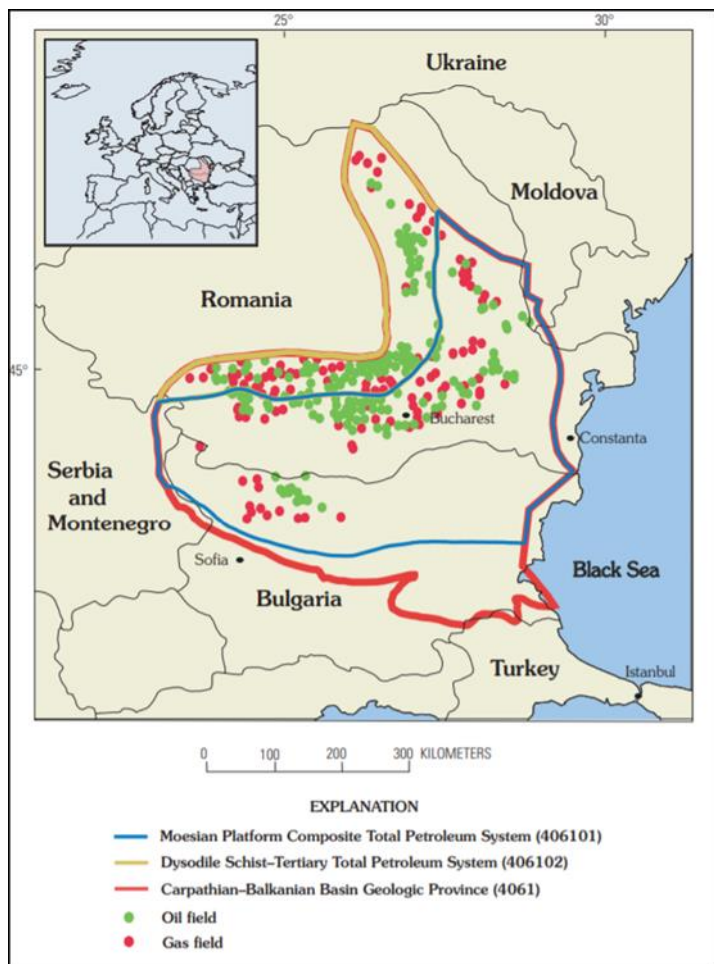 25°
30°
Ukraine
Moldova
Romania
45°
Bucharest
Constanta
Serbia
and
Montenegro
Sofia
Black Sea
Bulgaria
Turkey
Istanbul
0 100 200 300 KILOMETERS
EXPLANATION
Moesian Platform Composite Total Petroleum System (406101)
Dysodile Schist–Tertiary Total Petroleum System (406102)
Carpathian–Balkanian Basin Geologic Province (4061)
Oil field
Gas field